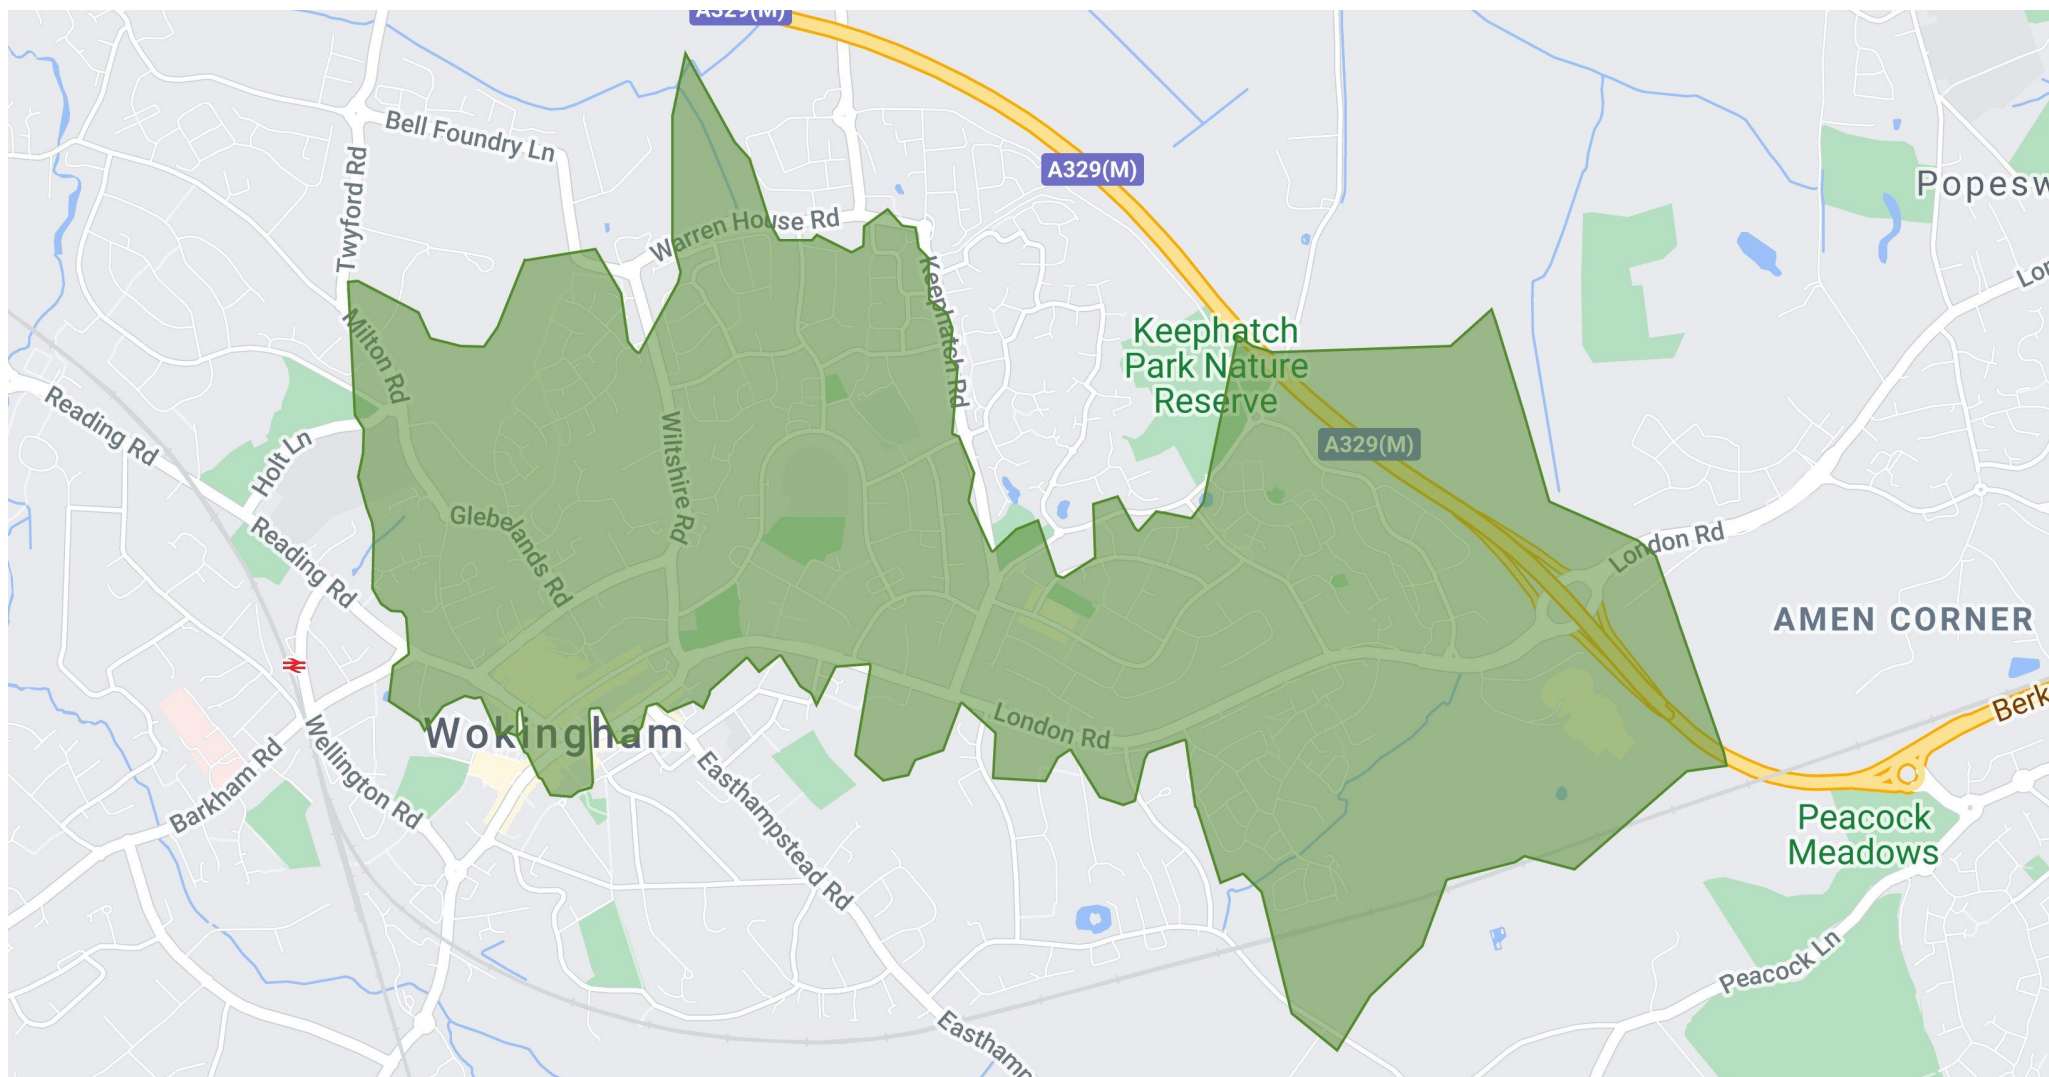 A329(M)
Bell Foundry Ln
A329(M)
Popesw
Twyford Rd
Warren House Rd
Lon
Keephatch Rd
Milton Rd
Keephatch
Park Nature
Reserve
A329(M)
Reading Rd
Holt Ln
Wiltshire Rd
Glebelands Rd
London Rd
Reading Rd
AMEN CORNER
Berk
London Rd
Wokingham
Wellington Rd
Barkham Rd
Easthampstead Rd
Peacock
Meadows
Peacock Ln
Easthamp